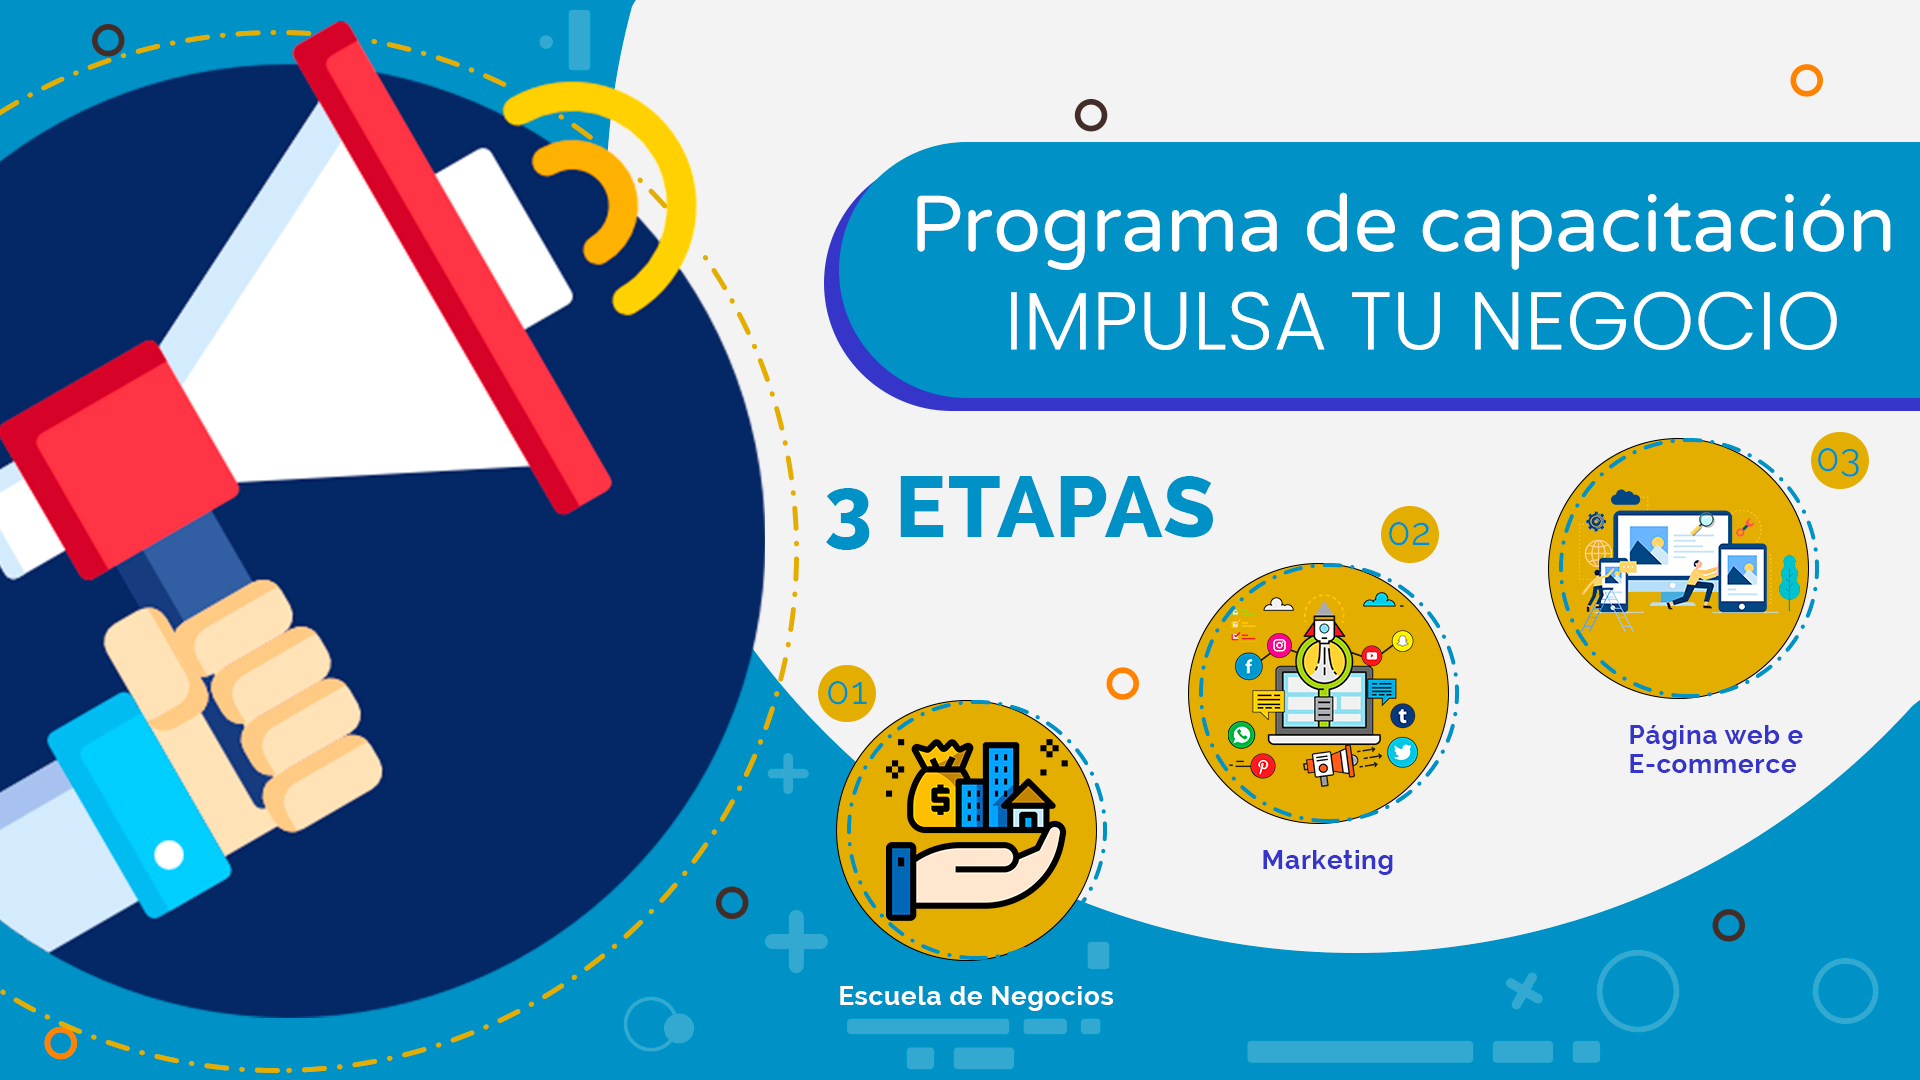 Programa de capacitación
IMPULSA TU NEGOCIO
3 ETAPAS
01
Escuela de Negocios
02
Marketing
03
Página web e
E-commerce